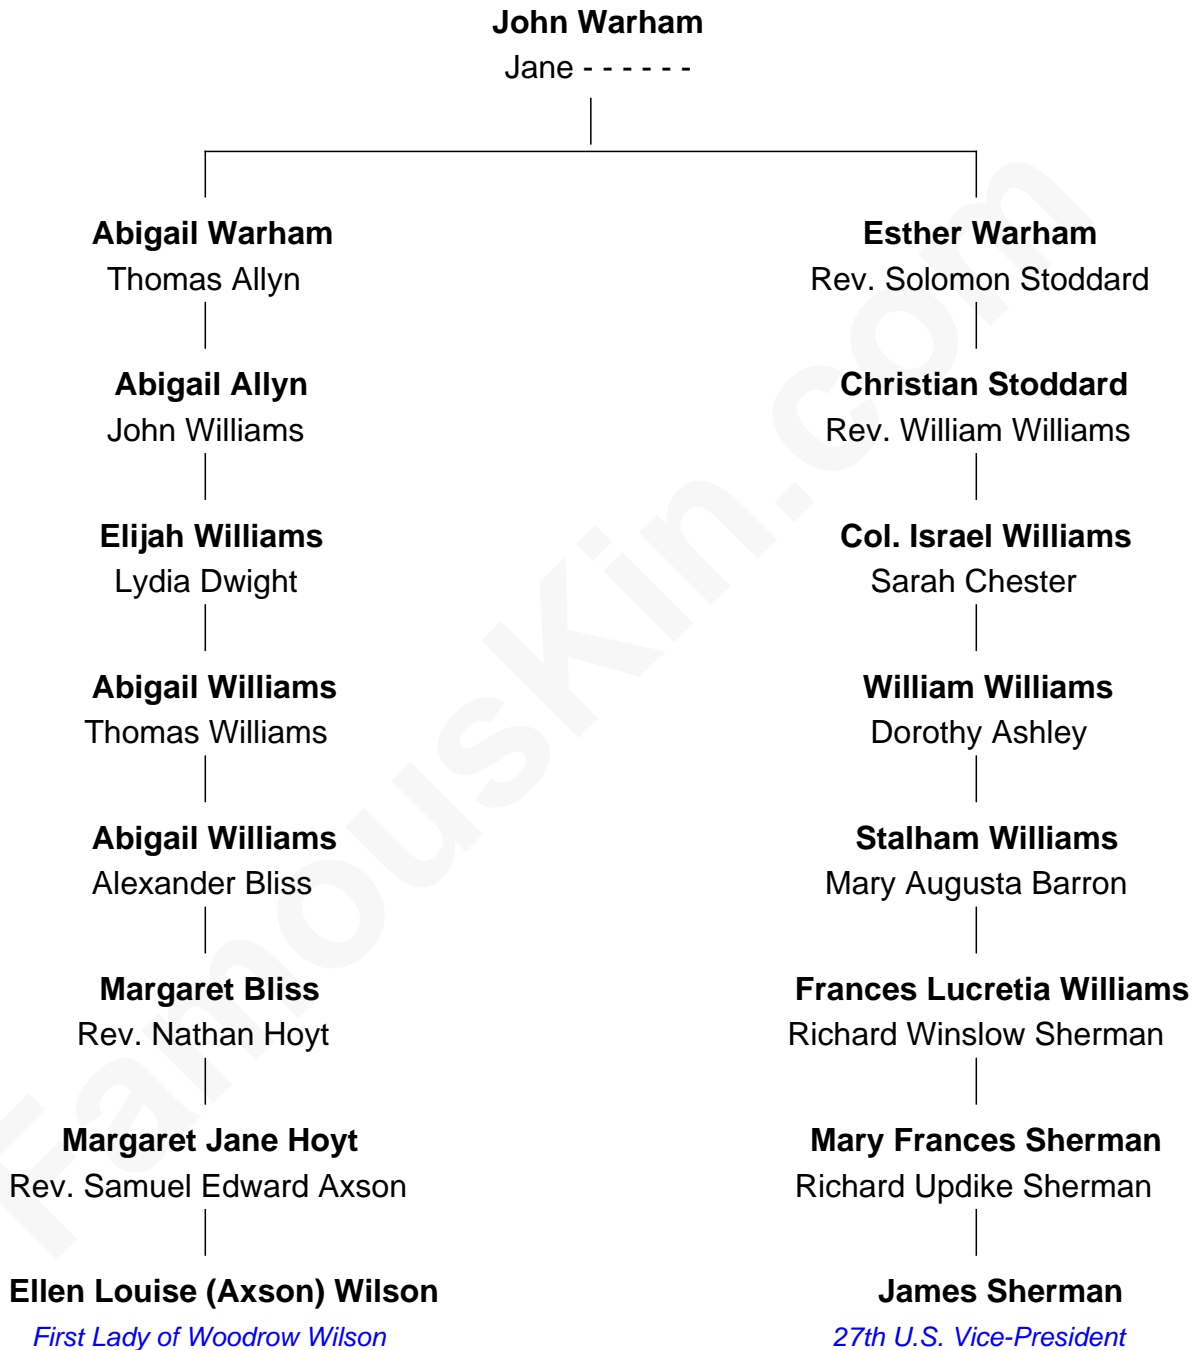 John Warham
Jane - - - - - -
Abigail Warham
Thomas Allyn
Esther Warham
Rev. Solomon Stoddard
Abigail Allyn
John Williams
Christian Stoddard
Rev. William Williams
Elijah Williams
Lydia Dwight
Col. Israel Williams
Sarah Chester
Abigail Williams
Thomas Williams
William Williams
Dorothy Ashley
Abigail Williams
Alexander Bliss
Stalham Williams
Mary Augusta Barron
Margaret Bliss
Rev. Nathan Hoyt
Frances Lucretia Williams
Richard Winslow Sherman
Margaret Jane Hoyt
Rev. Samuel Edward Axson
Mary Frances Sherman
Richard Updike Sherman
Ellen Louise (Axson) Wilson
First Lady of Woodrow Wilson
James Sherman
27th U.S. Vice-President
FamousKin.com